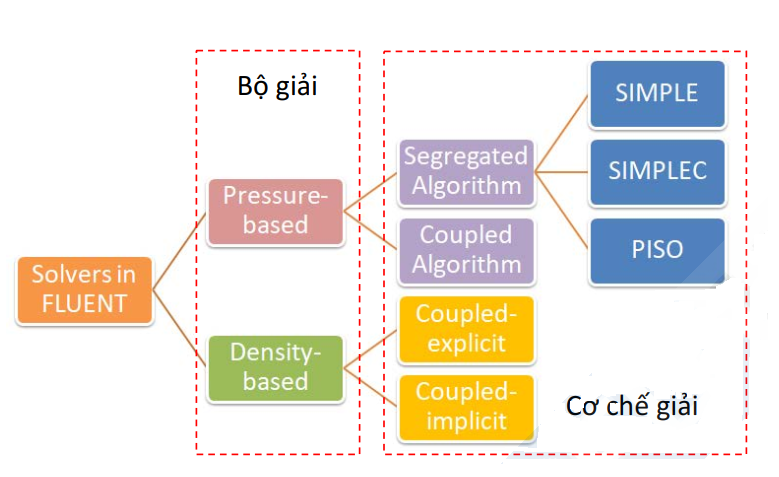 Bộ giải
SIMPLE
Segregated
Algorithm
SIMPLEC
Pressure-
based
Coupled
Algorithm
PISO
Solvers in
FLUENT
Coupled-
explicit
Density-
based
Coupled-
implicit
Cơ chế giải